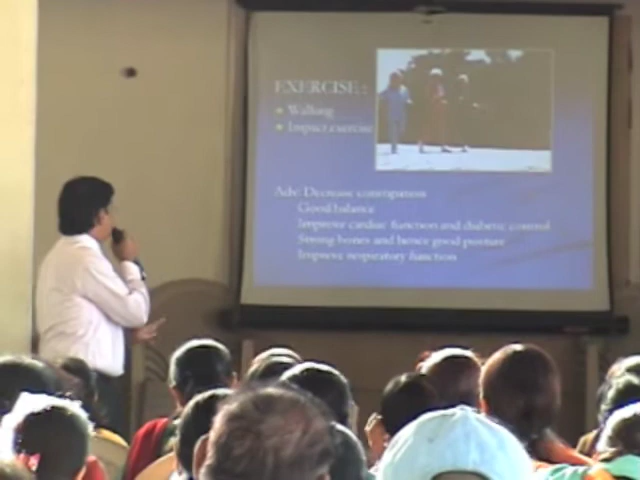 EXERCISE :
Walking
Impact exercise
Adv: Decrease constipation
Good balance
Improve cardiac function and diabetic control
Strong bones and hence good posture
Improve respiratory function